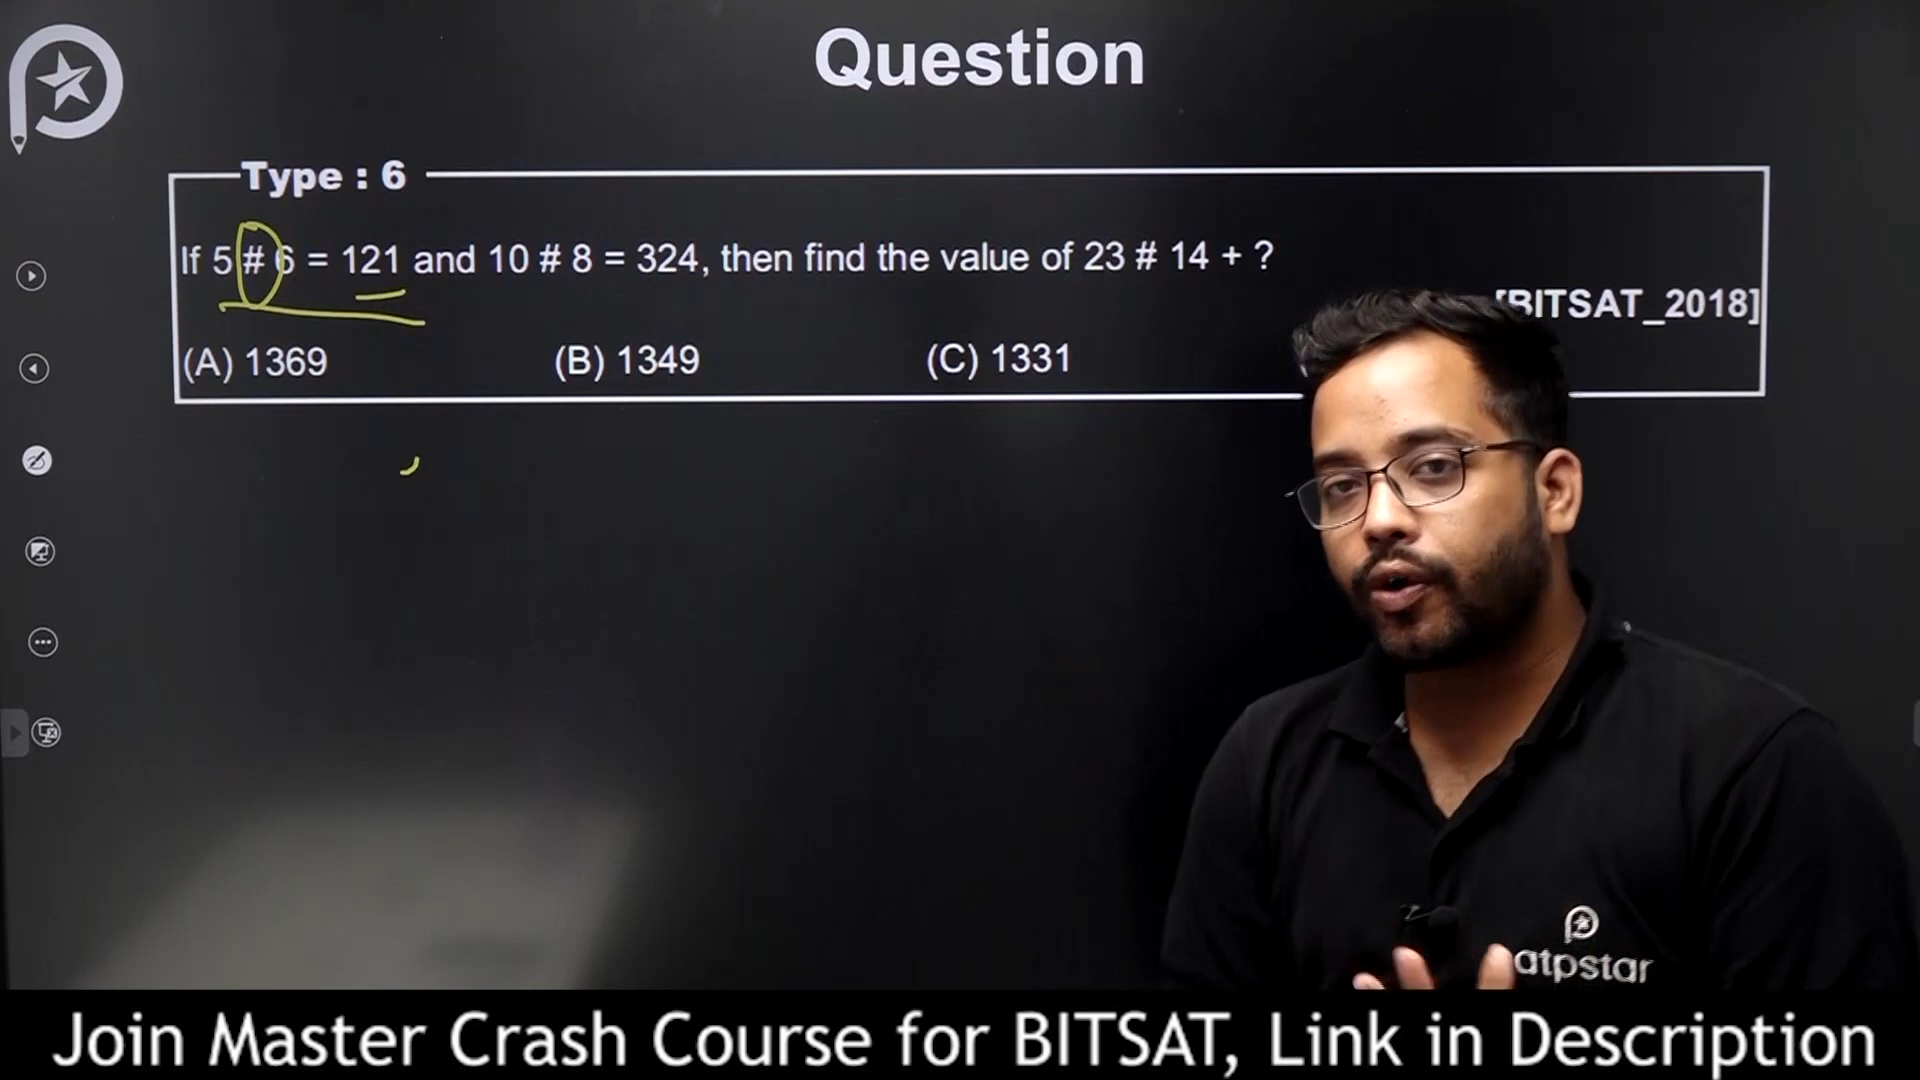 Question
Type : 6
If 5 # 6 = 121 and 10 # 8 = 324, then find the value of 23 # 14 + ?
[BITSAT_2018]
(A) 1369 (B) 1349 (C) 1331
atpstar
Join Master Crash Course for BITSAT, Link in Description